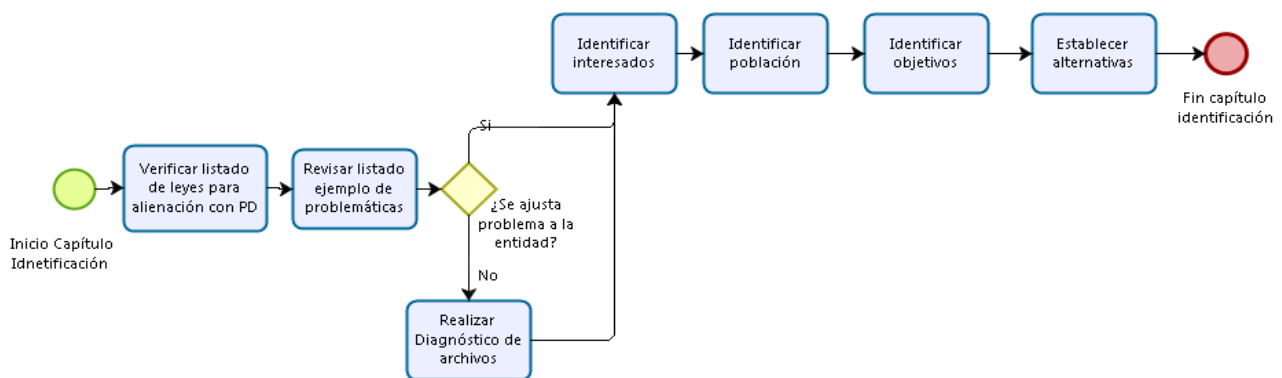 Inicio Capítulo
Idnetificación
Verificar listado
de leyes para
alienación con PD
Revisar listado
ejemplo de
problemáticas
¿Se ajusta
problema a la
entidad?
Si
No
Realizar
Diagnóstico de
archivos
Identificar
interesados
Identificar
población
Identificar
objetivos
Establecer
alternativas
Fin capítulo
identificación